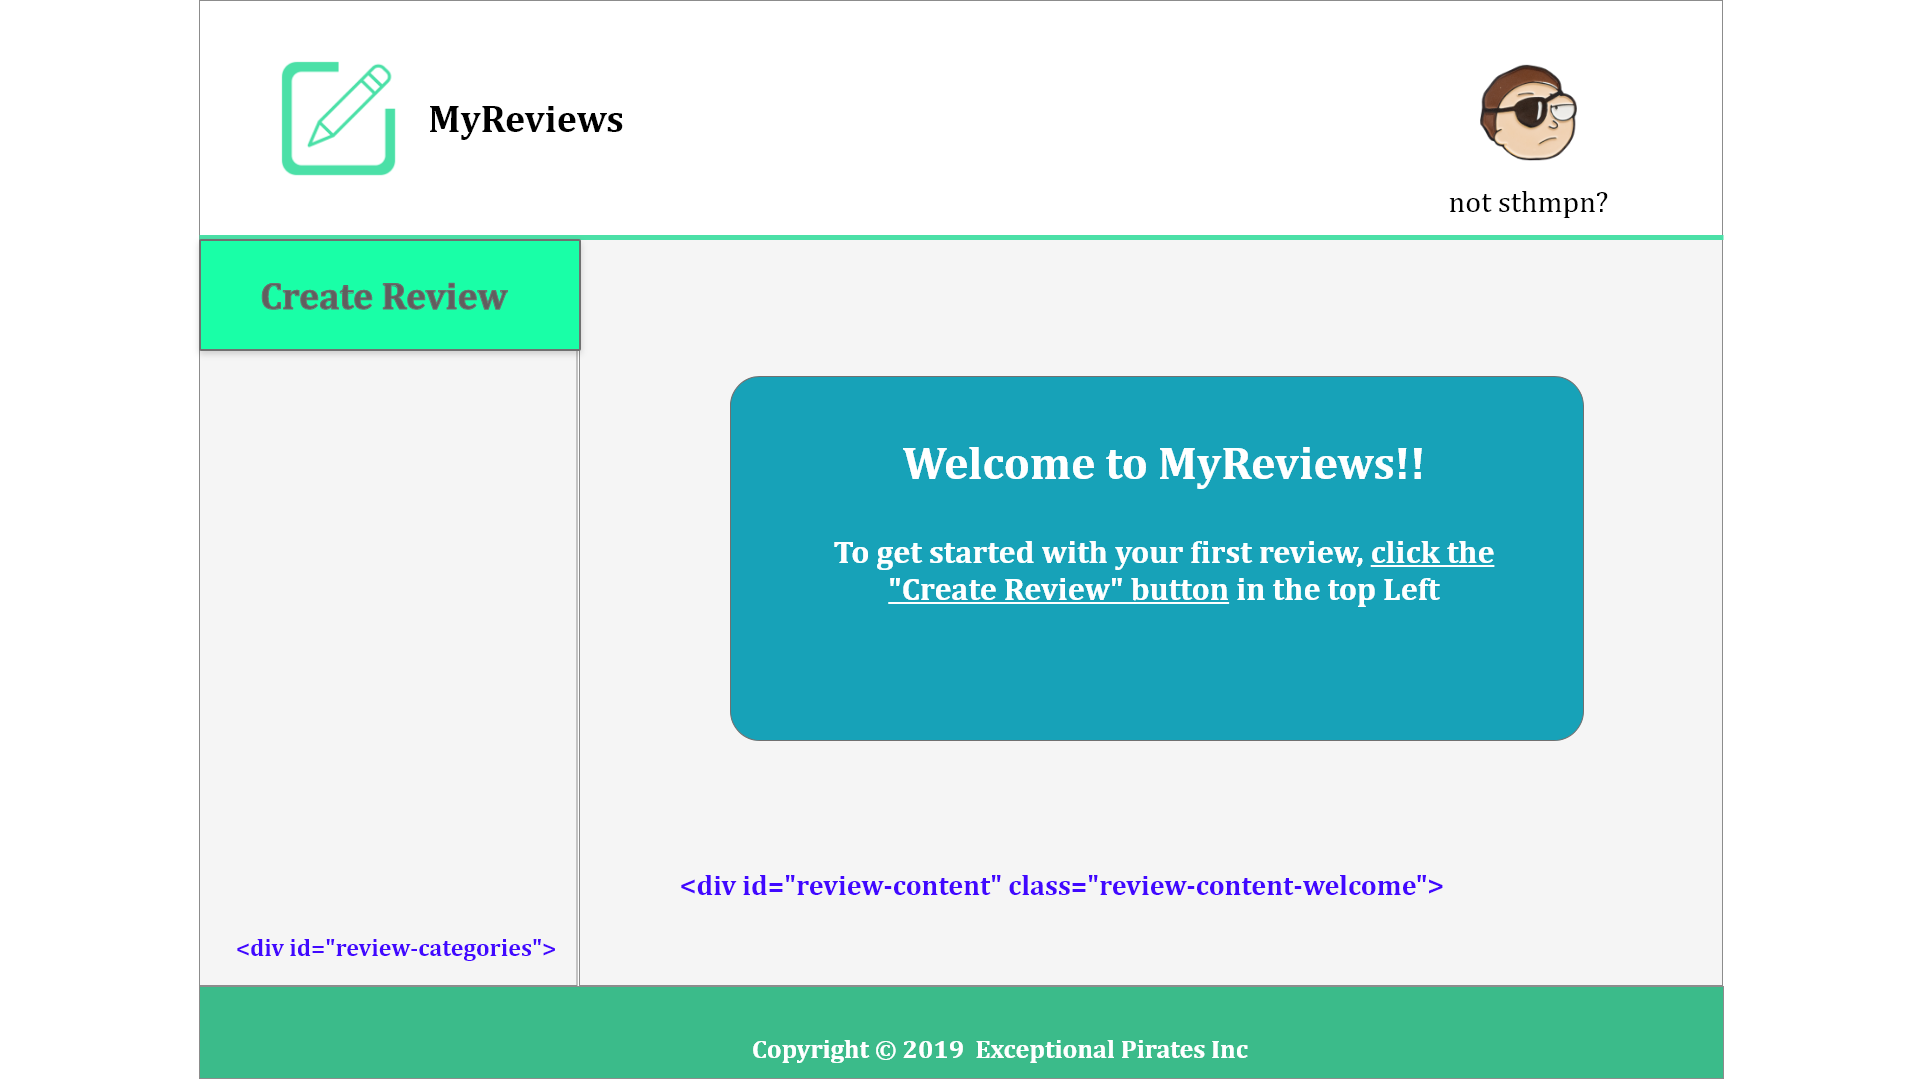 MyReviews
not sthmpn?
Create Review
Welcome to MyReviews!!
To get started with your first review, click the
"Create Review" button in the top Left
<div id="review-content" class="review-content-welcome">
<div id="review-categories">
Copyright © 2019  Exceptional Pirates Inc